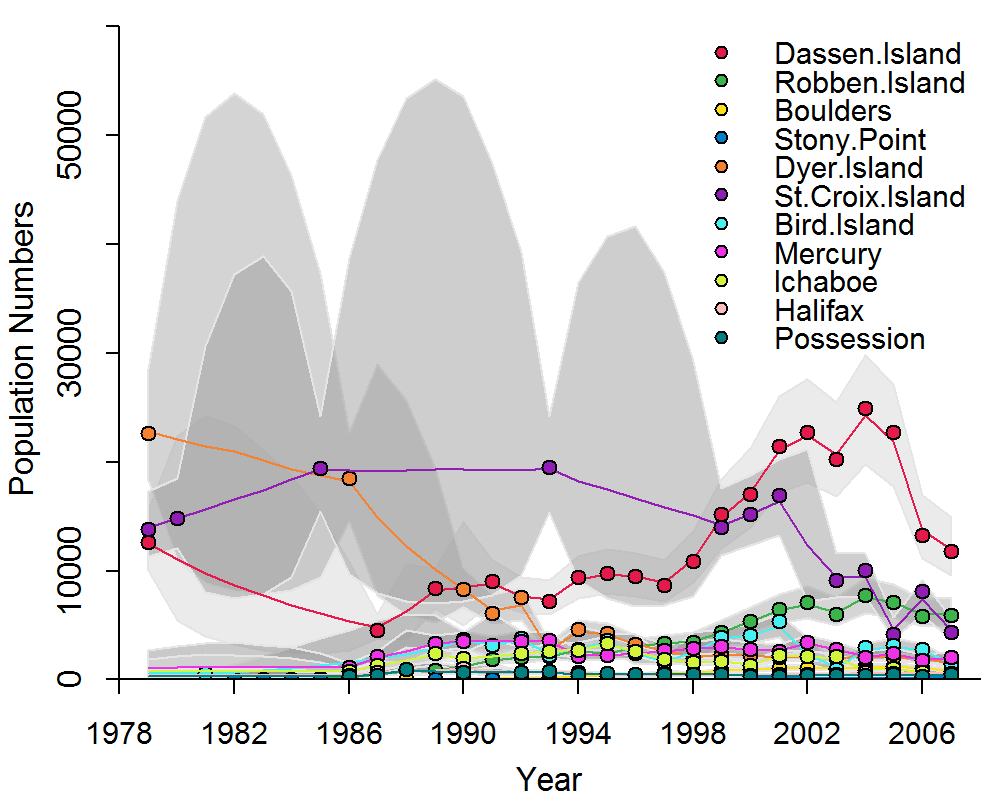 Population Numbers
50000
30000
10000
0
1978
1982
1986
1990
1994
1998
2002
2006
Year
Dassen.Island
Robben.Island
Boulders
Stony.Point
Dyer.Island
St.Croix.Island
Bird.Island
Mercury
Ichaboe
Halifax
Possession